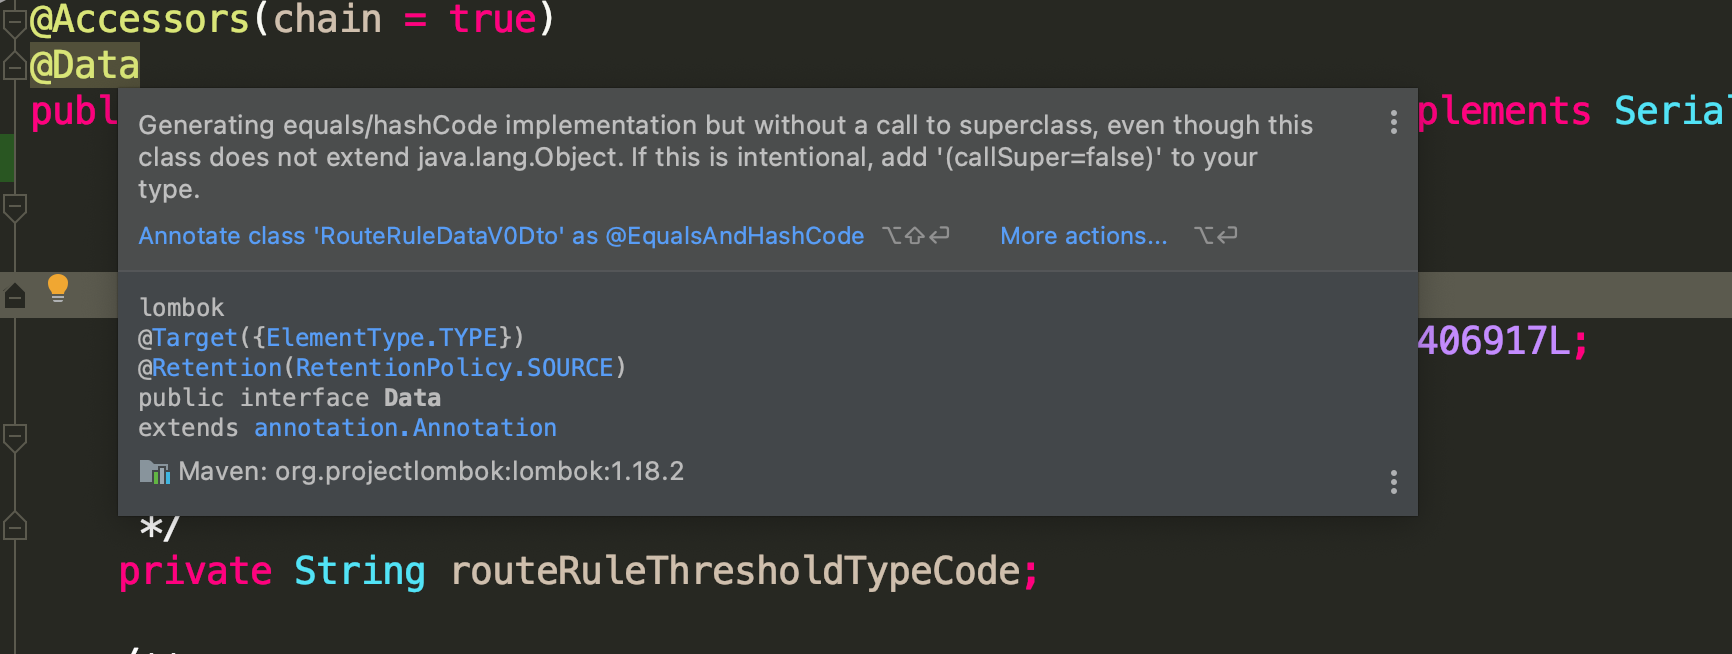 @Accessors(chain = true)
@Data
publ
plements Serial
Generating equals/hashCode implementation but without a call to superclass, even though this
class does not extend java.lang.Object. If this is intentional, add '(callSuper=false)' to your
type.
Annotate class 'RouteRuleDataV0Dto' as @EqualsAndHashCode ⌥⇧⏎ More actions... ⌥⏎
lombok
@Target({ElementType.TYPE})
406917L;
@Retention(RetentionPolicy.SOURCE)
public interface Data
extends annotation.Annotation
Maven: org.projectlombok:lombok:1.18.2
*/
private String routeRuleThresholdTypeCode;